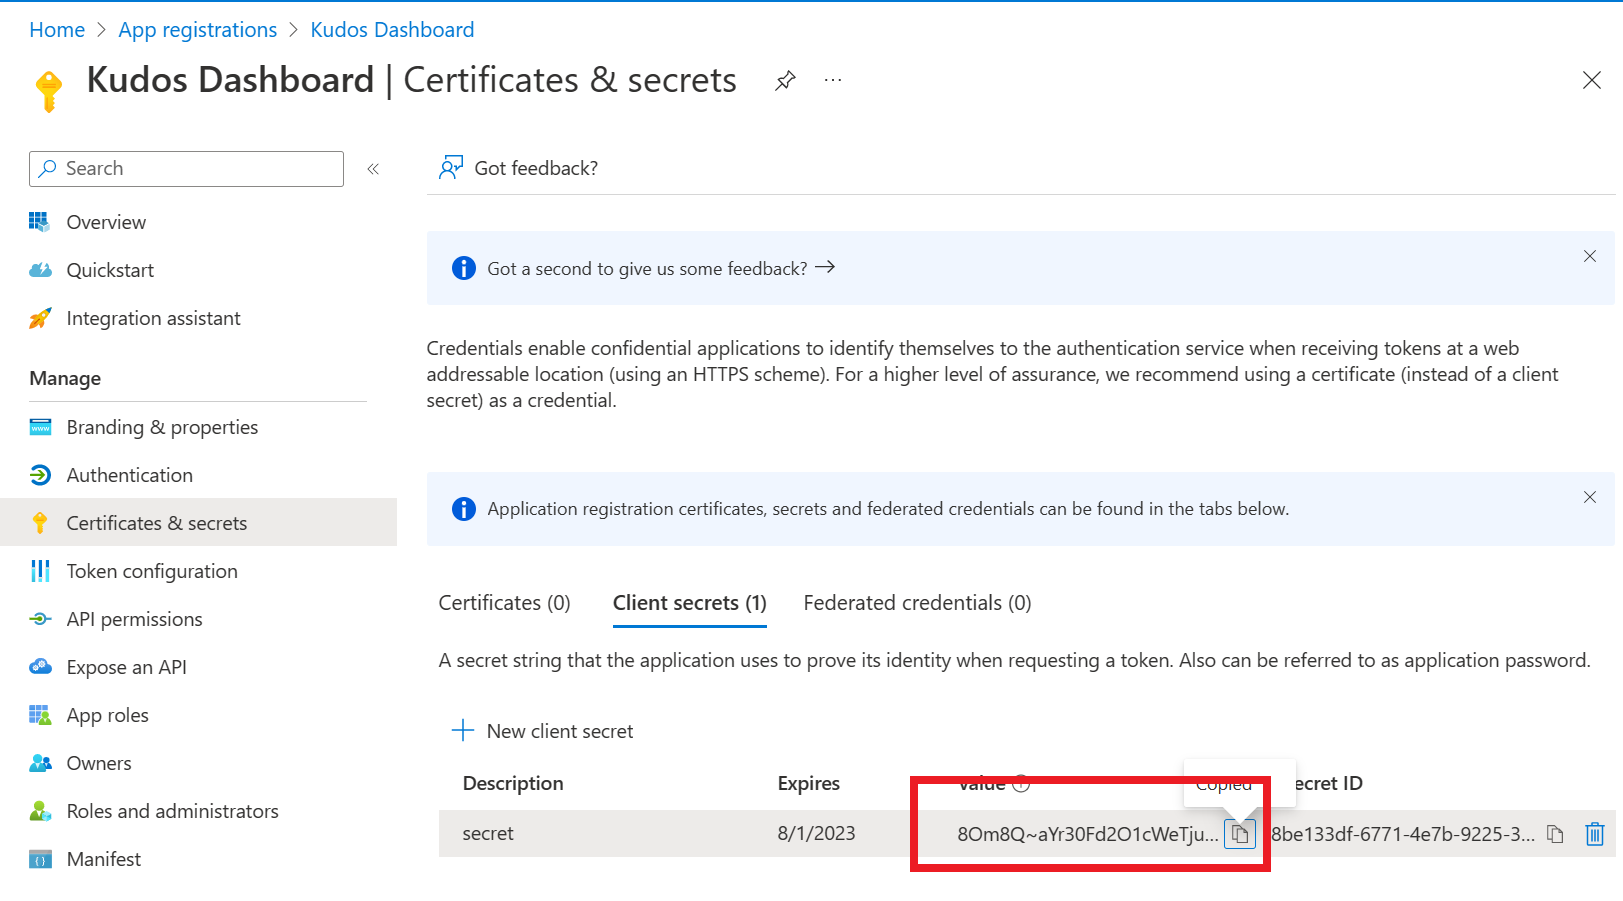 Home > App registrations > Kudos Dashboard
Kudos Dashboard | Certificates & secrets
Search
Overview
Quickstart
Integration assistant
Manage
Branding & properties
Authentication
Certificates & secrets
Token configuration
API permissions
Expose an API
App roles
Owners
Roles and administrators
Manifest
Got feedback?
Got a second to give us some feedback?
Credentials enable confidential applications to identify themselves to the authentication service when receiving tokens at a web
addressable location (using an HTTPS scheme). For a higher level of assurance, we recommend using a certificate (instead of a client
secret) as a credential.
Application registration certificates, secrets and federated credentials can be found in the tabs below.
Certificates (0) Client secrets (1) Federated credentials (0)
A secret string that the application uses to prove its identity when requesting a token. Also can be referred to as application password.
New client secret
Description Expires Value Copied ecret ID
secret 8/1/2023 8Om8Q~aYr30Fd2O1cWeTju... 8be133df-6771-4e7b-9225-3...